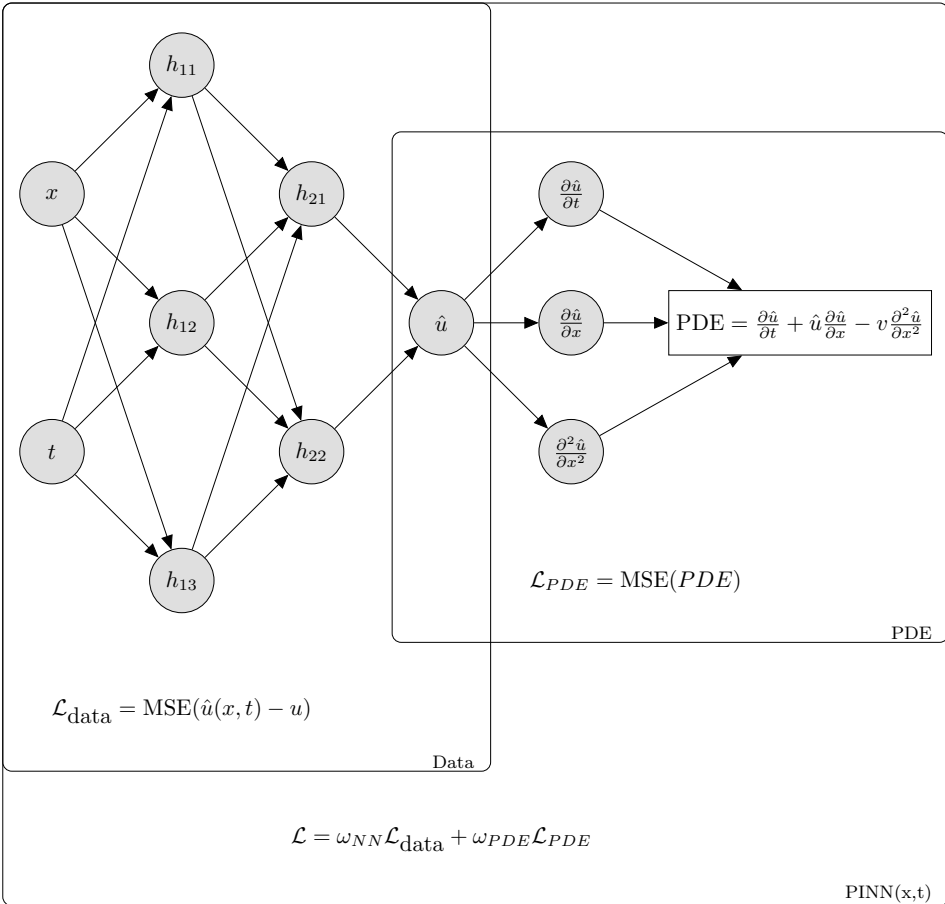 h₁₁
x
h₂₁
∂û/∂t
h₁₂
û
∂û/∂x
PDE = ∂û/∂t + û ∂û/∂x − v ∂²û/∂x²
t
h₂₂
∂²û/∂x²
h₁₃
ℒ_PDE = MSE(PDE)
PDE
ℒ_data = MSE(û(x, t) − u)
Data
ℒ = ω_NN ℒ_data + ω_PDE ℒ_PDE
PINN(x,t)